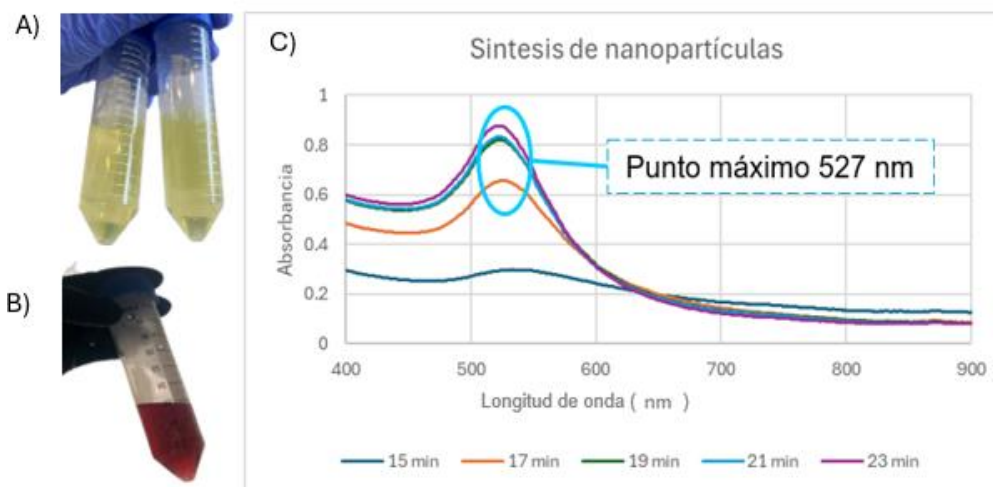 A)
B)
C)
Sintesis de nanopartículas
Absorbancia
1
0.8
0.6
0.4
0.2
0
Punto máximo 527 nm
400 500 600 700 800 900
Longitud de onda ( nm )
15 min 17 min 19 min 21 min 23 min